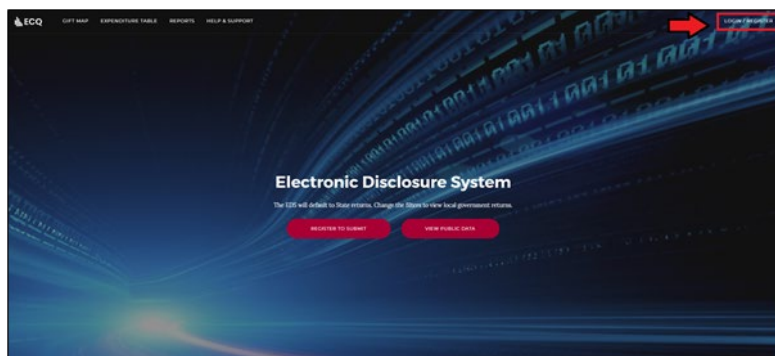 ECQ GIFT MAP EXPENDITURE TABLE REPORTS HELP & SUPPORT LOGIN / REGISTER
Electronic Disclosure System
The EDS will default to State returns. Change the filters to view local government returns.
REGISTER TO SUBMIT VIEW PUBLIC DATA